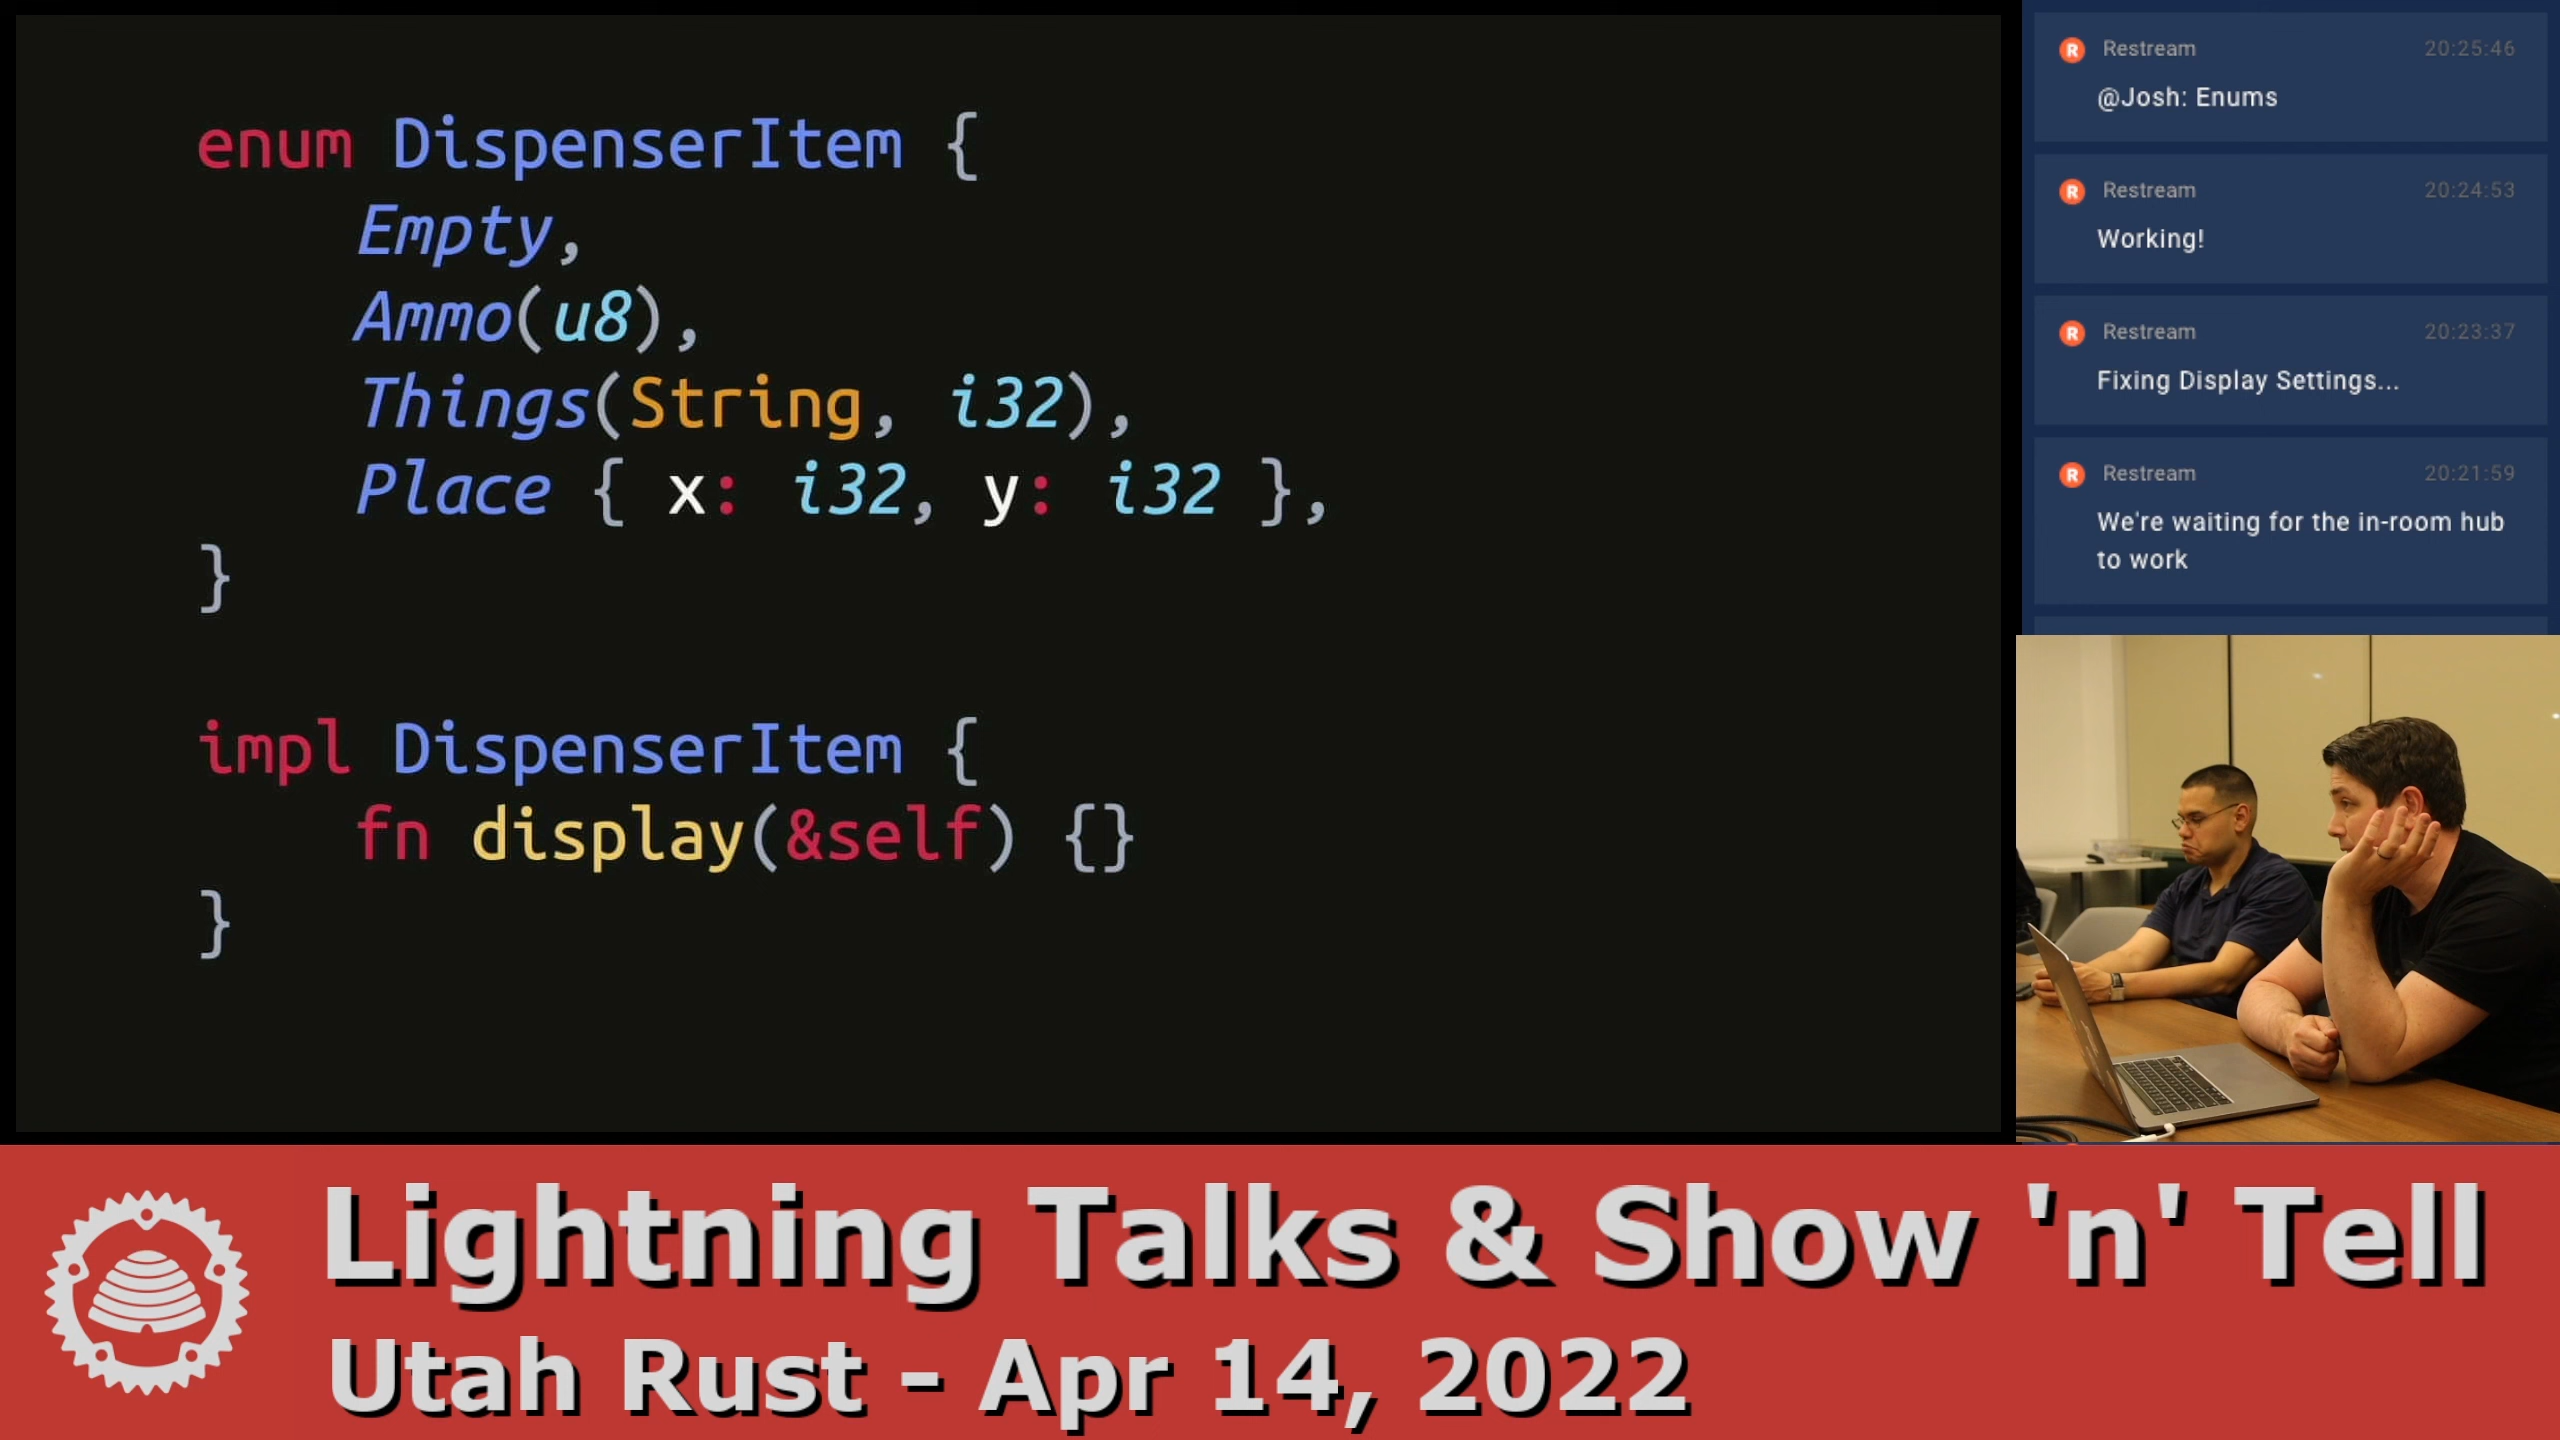 enum DispenserItem {
Empty,
Ammo(u8),
Things(String, i32),
Place { x: i32, y: i32 },
}
impl DispenserItem {
fn display(&self) {}
}
R Restream 20:25:46
@Josh: Enums
R Restream 20:24:53
Working!
R Restream 20:23:37
Fixing Display Settings...
R Restream 20:21:59
We're waiting for the in-room hub
to work
Lightning Talks & Show 'n' Tell
Utah Rust - Apr 14, 2022